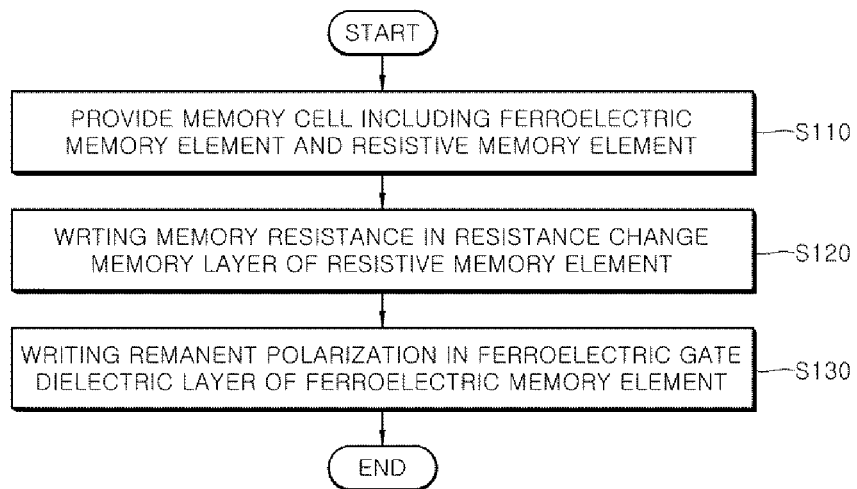 START
PROVIDE MEMORY CELL INCLUDING FERROELECTRIC
MEMORY ELEMENT AND RESISTIVE MEMORY ELEMENT
S110
WRTING MEMORY RESISTANCE IN RESISTANCE CHANGE
MEMORY LAYER OF RESISTIVE MEMORY ELEMENT
S120
WRITING REMANENT POLARIZATION IN FERROELECTRIC GATE
DIELECTRIC LAYER OF FERROELECTRIC MEMORY ELEMENT
S130
END